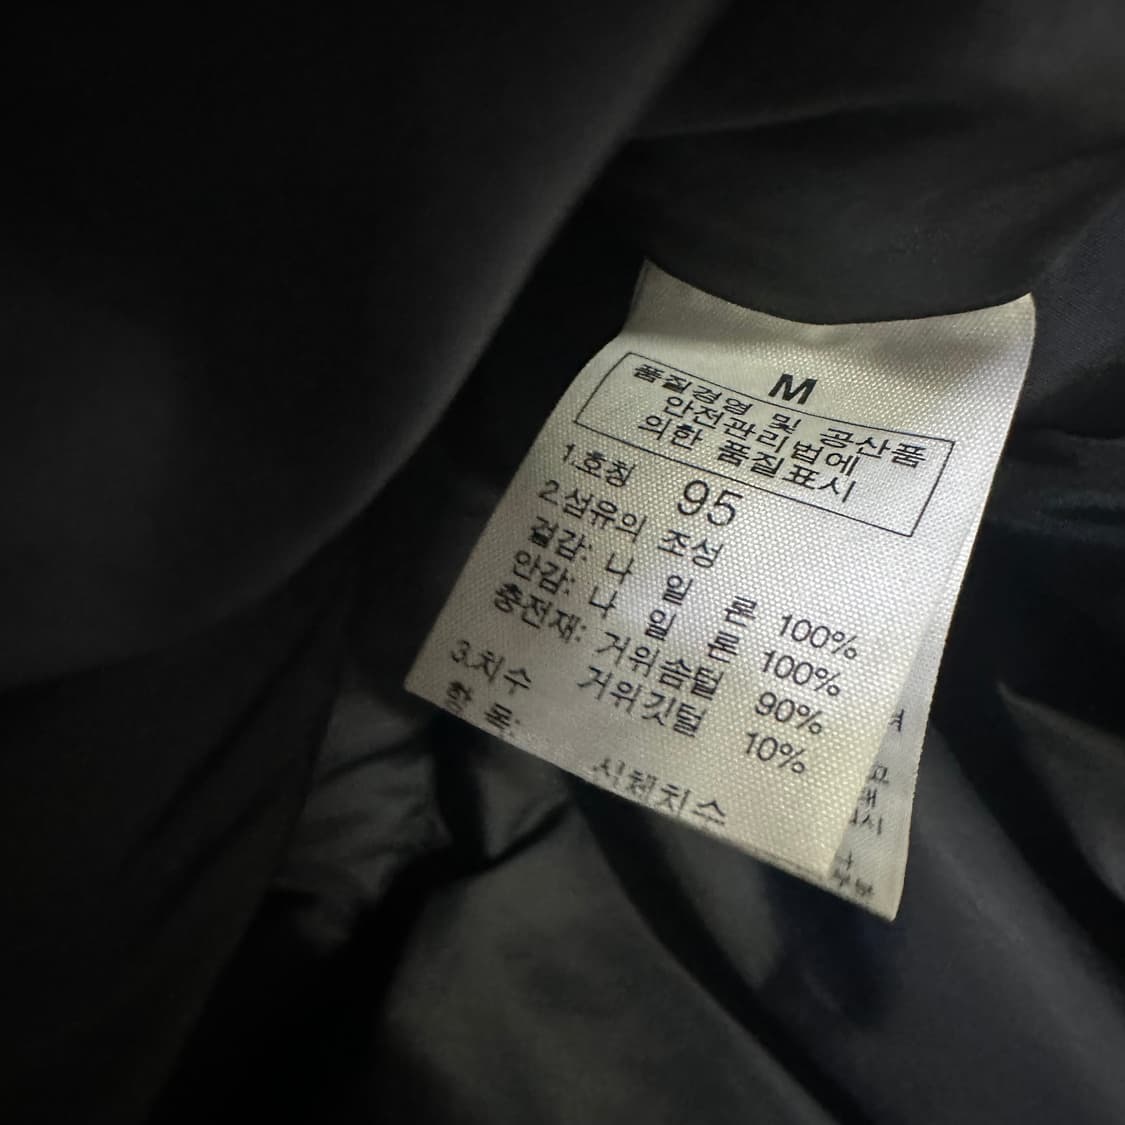 M
품질경영 및 공산품
안전관리법에
의한 품질표시
1.호칭 95
2.섬유의 조성
겉감: 나 일 론 100%
안감: 나 일 론 100%
충전재: 거위솜털 90%
거위깃털 10%
3.치수
항 목: 신체치수